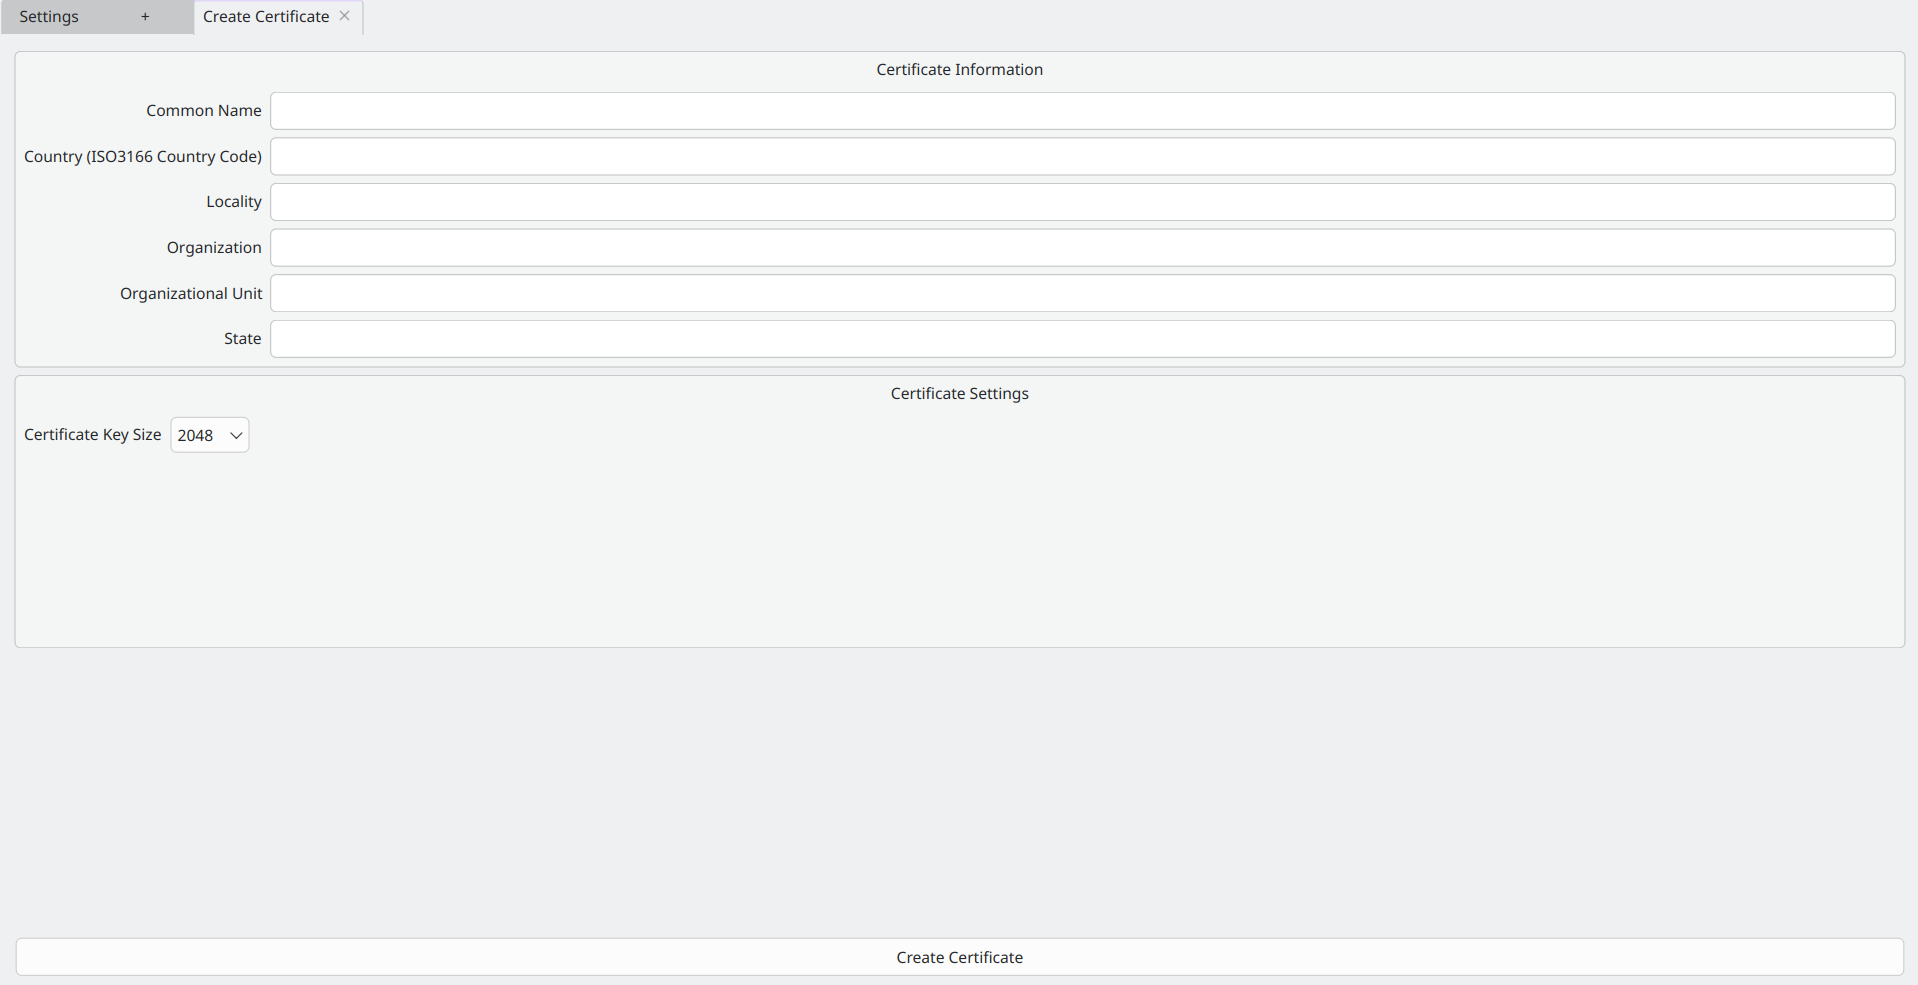 Settings + Create Certificate
Certificate Information
Common Name
Country (ISO3166 Country Code)
Locality
Organization
Organizational Unit
State
Certificate Settings
Certificate Key Size 2048
Create Certificate